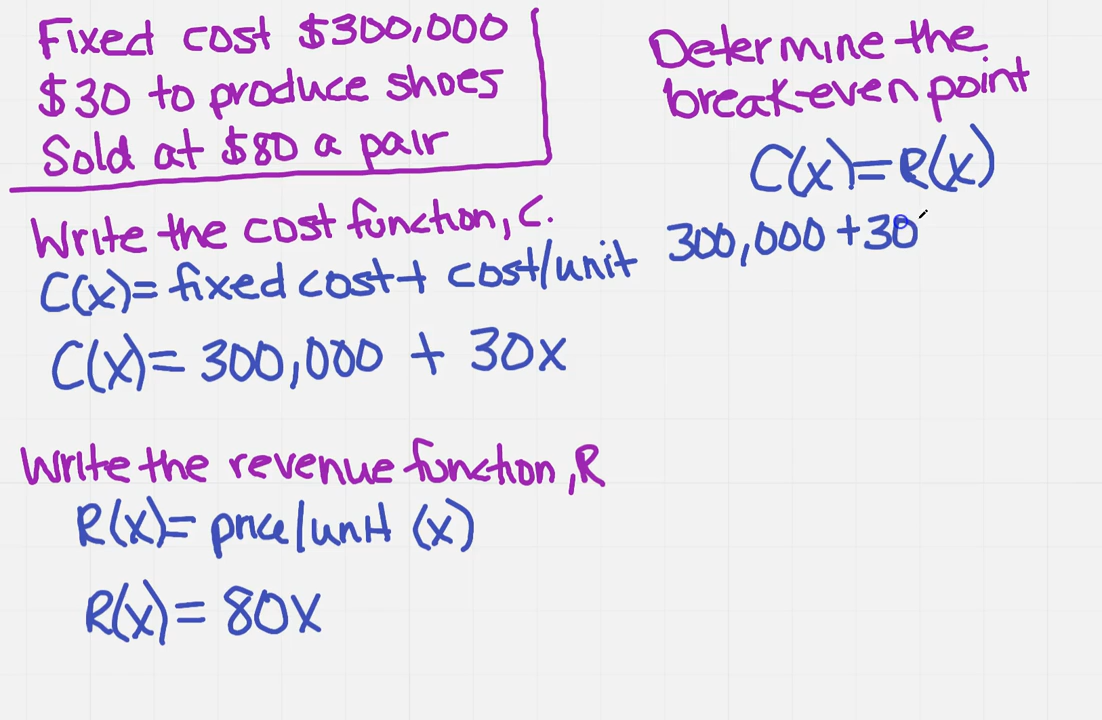 Fixed cost $300,000
$30 to produce shoes
Sold at $80 a pair
Write the cost function, C.
C(x)= fixed cost + cost/unit
C(x)= 300,000 + 30x
Write the revenue function, R
R(x)= price/unit (x)
R(x)= 80x
Determine the
break-even point
C(x)= R(x)
300,000 +30